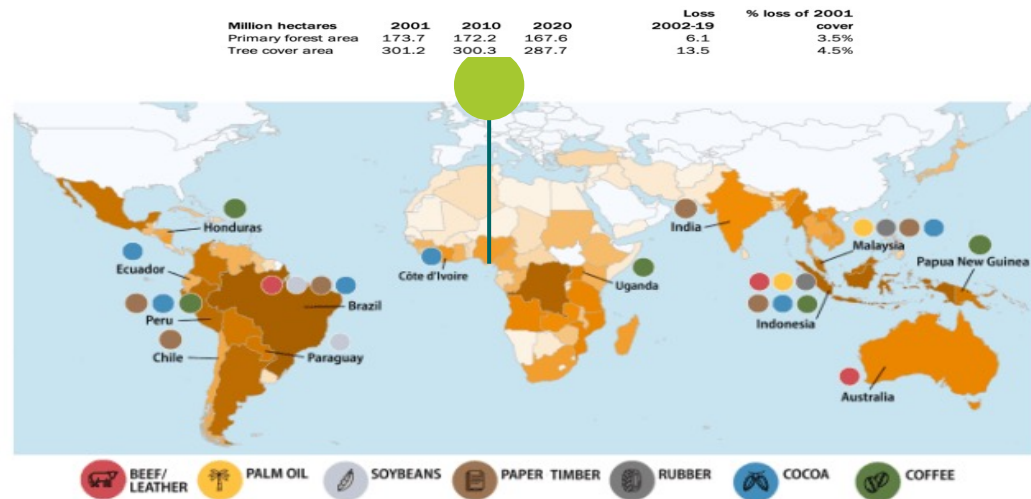 Million hectares 2001 2010 2020 Loss 2002-19 % loss of 2001 cover
Primary forest area 173.7 172.2 167.6 6.1 3.5%
Tree cover area 301.2 300.3 287.7 13.5 4.5%
Honduras
Ecuador
Peru
Chile
Brazil
Paraguay
Côte d'Ivoire
Uganda
India
Malaysia
Papua New Guinea
Indonesia
Australia
BEEF/
LEATHER
PALM OIL
SOYBEANS
PAPER TIMBER
RUBBER
COCOA
COFFEE